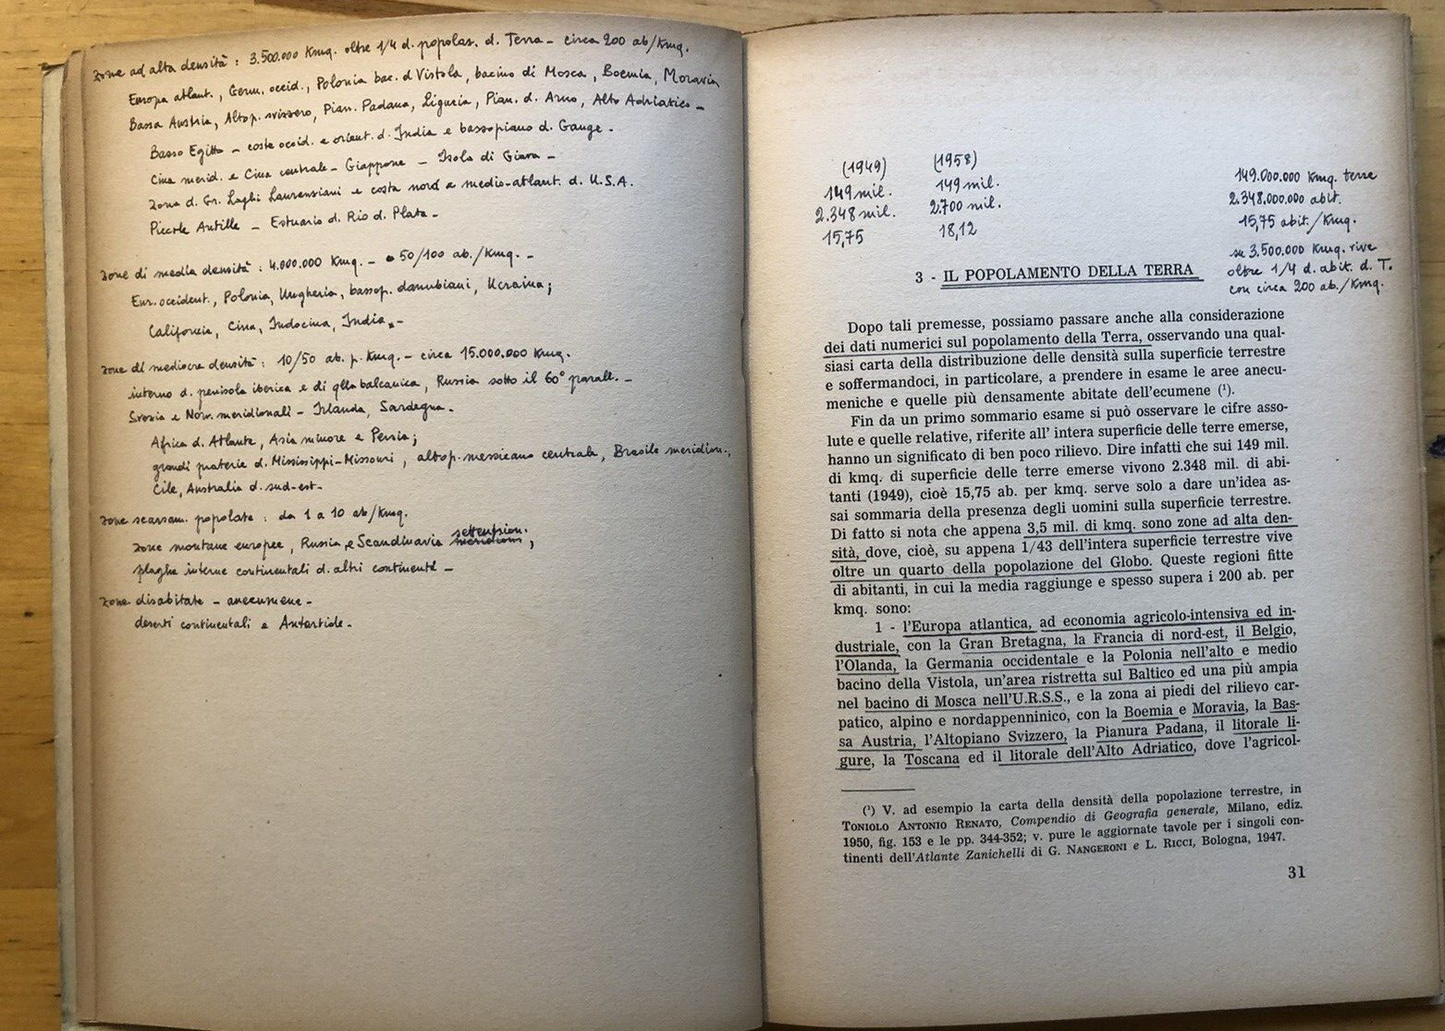 zone ad alta densità : 3.500.000 Kmq. oltre 1/4 d. popolaz. d. Terra - circa 200 ab/Kmq.
Europa atlant., Germ. occid., Polonia bac. d Vistola, bacino di Mosca, Boemia, Moravia
Bassa Austria, Altop. svizzero, Pian. Padana, Liguria, Pian. d. Arno, Alto Adriatico -
Basso Egitto - coste occid. e orient. d. India e bassopiano d. Gange -
Cina merid. e Cina centrale - Giappone - Isola di Giava -
zona d. Gr. Laghi Laurenziani e costa nord e medio-atlant. d. U.S.A.
Piccole Antille - Estuario d. Rio d. Plata -
zone di media densità : 4.000.000 Kmq. - 50/100 ab./Kmq. -
Eur. occident., Polonia, Ungheria, bassop. danubiani, Ucraina;
California, Cina, Indocina, India. -
zone di mediocre densità : 10/50 ab. p. Kmq. - circa 15.000.000 Kmq.
interno d. penisola iberica e di qlla balcanica, Russia sotto il 60° parall. -
Svezia e Norv. meridionali - Irlanda, Sardegna -
Africa d. Atlante, Asia minore e Persia;
grandi praterie d. Mississippi-Missouri, altop. messicano centrale, Brasile meridion.,
Cile, Australia d. sud-est -
zone scarsam. popolate : da 1 a 10 ab/Kmq.
zone montane europee, Russia e Scandinavia settentrion. ;
plaghe interne continentali d. altri continenti -
zone disabitate - anecumene -
deserti continentali e Antartide -
(1949) (1958)
149 mil. 149 mil.
2.348 mil. 2.700 mil.
15,75 18,12
149.000.000 Kmq. terre
2.348.000.000 abit.
15,75 abit./Kmq.
su 3.500.000 Kmq. vive
oltre 1/4 d. abit. d. T.
con circa 200 ab./Kmq.
3 - IL POPOLAMENTO DELLA TERRA
Dopo tali premesse, possiamo passare anche alla considerazione
dei dati numerici sul popolamento della Terra, osservando una qual-
siasi carta della distribuzione delle densità sulla superficie terrestre
e soffermandoci, in particolare, a prendere in esame le aree anecu-
meniche e quelle più densamente abitate dell'ecumene (¹).
Fin da un primo sommario esame si può osservare le cifre asso-
lute e quelle relative, riferite all' intera superficie delle terre emerse,
hanno un significato di ben poco rilievo. Dire infatti che sui 149 mil.
di kmq. di superficie delle terre emerse vivono 2.348 mil. di abi-
tanti (1949), cioè 15,75 ab. per kmq. serve solo a dare un'idea as-
sai sommaria della presenza degli uomini sulla superficie terrestre.
Di fatto si nota che appena 3,5 mil. di kmq. sono zone ad alta den-
sità, dove, cioè, su appena 1/43 dell'intera superficie terrestre vive
oltre un quarto della popolazione del Globo. Queste regioni fitte
di abitanti, in cui la media raggiunge e spesso supera i 200 ab. per
kmq. sono:
1 - l'Europa atlantica, ad economia agricolo-intensiva ed in-
dustriale, con la Gran Bretagna, la Francia di nord-est, il Belgio,
l'Olanda, la Germania occidentale e la Polonia nell'alto e medio
bacino della Vistola, un'area ristretta sul Baltico ed una più ampia
nel bacino di Mosca nell'U.R.S.S., e la zona ai piedi del rilievo car-
patico, alpino e nordappenninico, con la Boemia e Moravia, la Bas-
sa Austria, l'Altopiano Svizzero, la Pianura Padana, il litorale li-
gure, la Toscana ed il litorale dell'Alto Adriatico, dove l'agricol-
(¹) V. ad esempio la carta della densità della popolazione terrestre, in
TONIOLO ANTONIO RENATO, Compendio di Geografia generale, Milano, ediz.
1950, fig. 153 e le pp. 344-352; v. pure le aggiornate tavole per i singoli con-
tinenti dell'Atlante Zanichelli di G. NANGERONI e L. RICCI, Bologna, 1947.
31